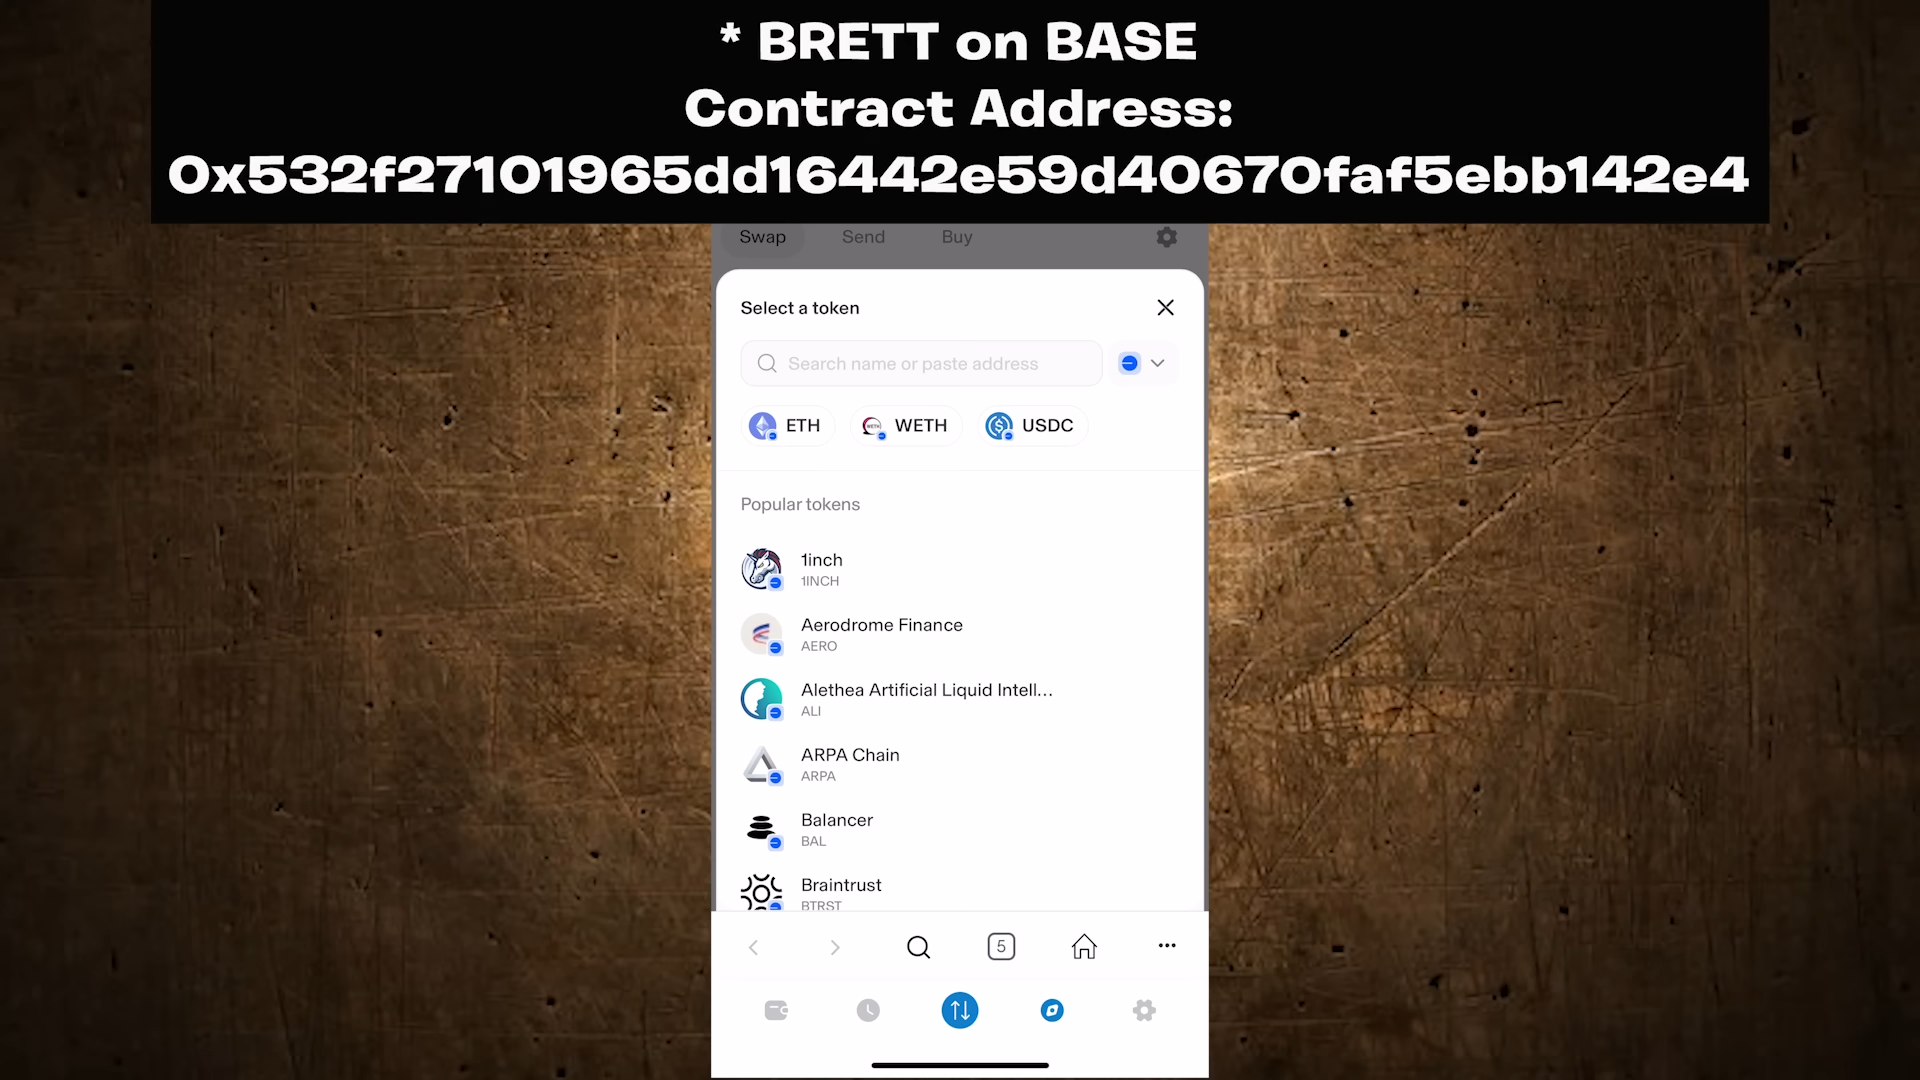 * BRETT on BASE
Contract Address:
0x532f27101965dd16442e59d40670faf5ebb142e4
Swap Send Buy
Select a token
Search name or paste address
ETH WETH USDC
Popular tokens
1inch
1INCH
Aerodrome Finance
AERO
Alethea Artificial Liquid Intell...
ALI
ARPA Chain
ARPA
Balancer
BAL
Braintrust
BTRST
5